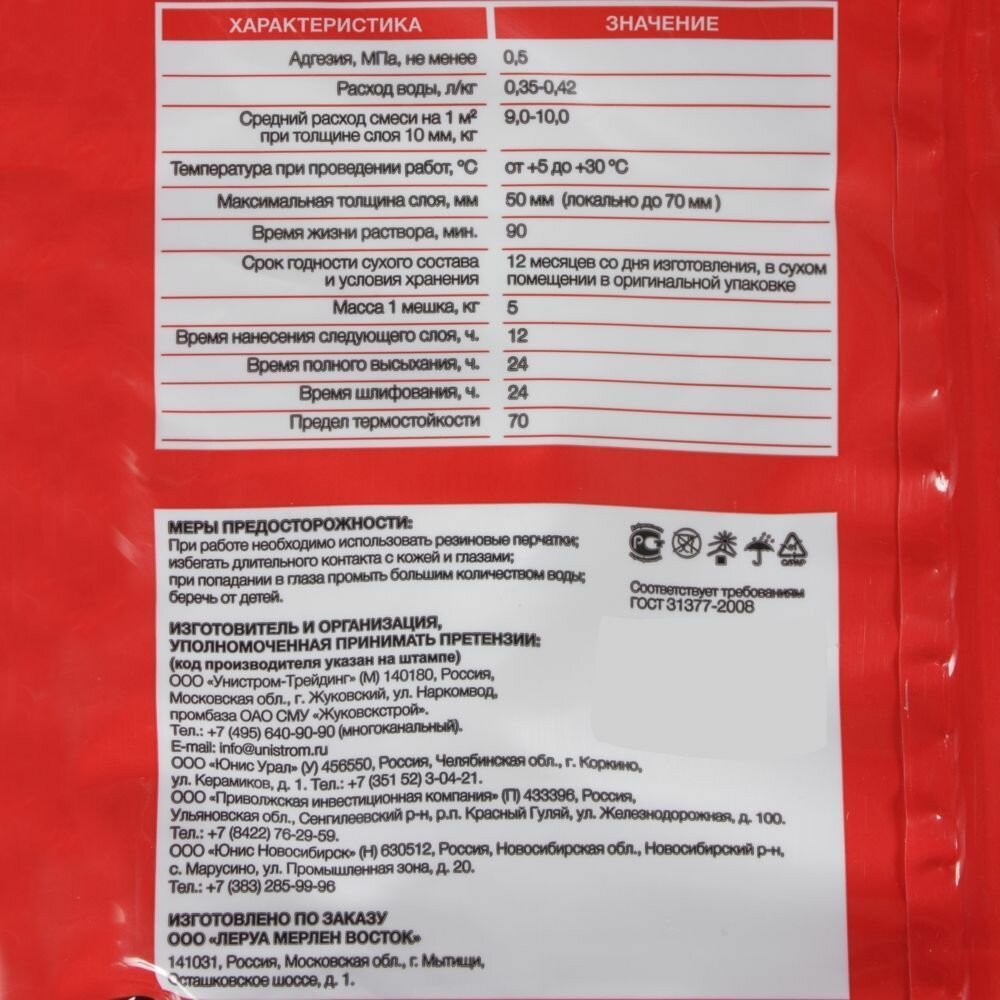 ХАРАКТЕРИСТИКА ЗНАЧЕНИЕ
Адгезия, МПа, не менее 0,5
Расход воды, л/кг 0,35-0,42
Средний расход смеси на 1 м² 9,0-10,0
при толщине слоя 10 мм, кг
Температура при проведении работ, °С от +5 до +30 °С
Максимальная толщина слоя, мм 50 мм (локально до 70 мм)
Время жизни раствора, мин. 90
Срок годности сухого состава 12 месяцев со дня изготовления, в сухом
и условия хранения помещении в оригинальной упаковке
Масса 1 мешка, кг 5
Время нанесения следующего слоя, ч. 12
Время полного высыхания, ч. 24
Время шлифования, ч. 24
Предел термостойкости 70
МЕРЫ ПРЕДОСТОРОЖНОСТИ:
При работе необходимо использовать резиновые перчатки;
избегать длительного контакта с кожей и глазами;
при попадании в глаза промыть большим количеством воды;
беречь от детей.
Соответствует требованиям
ГОСТ 31377-2008
ИЗГОТОВИТЕЛЬ И ОРГАНИЗАЦИЯ,
УПОЛНОМОЧЕННАЯ ПРИНИМАТЬ ПРЕТЕНЗИИ:
(код производителя указан на штампе)
ООО «Унистром-Трейдинг» (М) 140180, Россия,
Московская обл., г. Жуковский, ул. Наркомвод,
промбаза ОАО СМУ «Жуковскстрой».
Тел.: +7 (495) 640-90-90 (многоканальный).
E-mail: info@unistrom.ru
ООО «Юнис Урал» (У) 456550, Россия, Челябинская обл., г. Коркино,
ул. Керамиков, д. 1. Тел.: +7 (351 52) 3-04-21.
ООО «Приволжская инвестиционная компания» (П) 433396, Россия,
Ульяновская обл., Сенгилеевский р-н, р.п. Красный Гуляй, ул. Железнодорожная, д. 100.
Тел.: +7 (8422) 76-29-59.
ООО «Юнис Новосибирск» (Н) 630512, Россия, Новосибирская обл., Новосибирский р-н,
с. Марусино, ул. Промышленная зона, д. 20.
Тел.: +7 (383) 285-99-96
ИЗГОТОВЛЕНО ПО ЗАКАЗУ
ООО «ЛЕРУА МЕРЛЕН ВОСТОК»
141031, Россия, Московская обл., г. Мытищи,
Осташковское шоссе, д. 1.